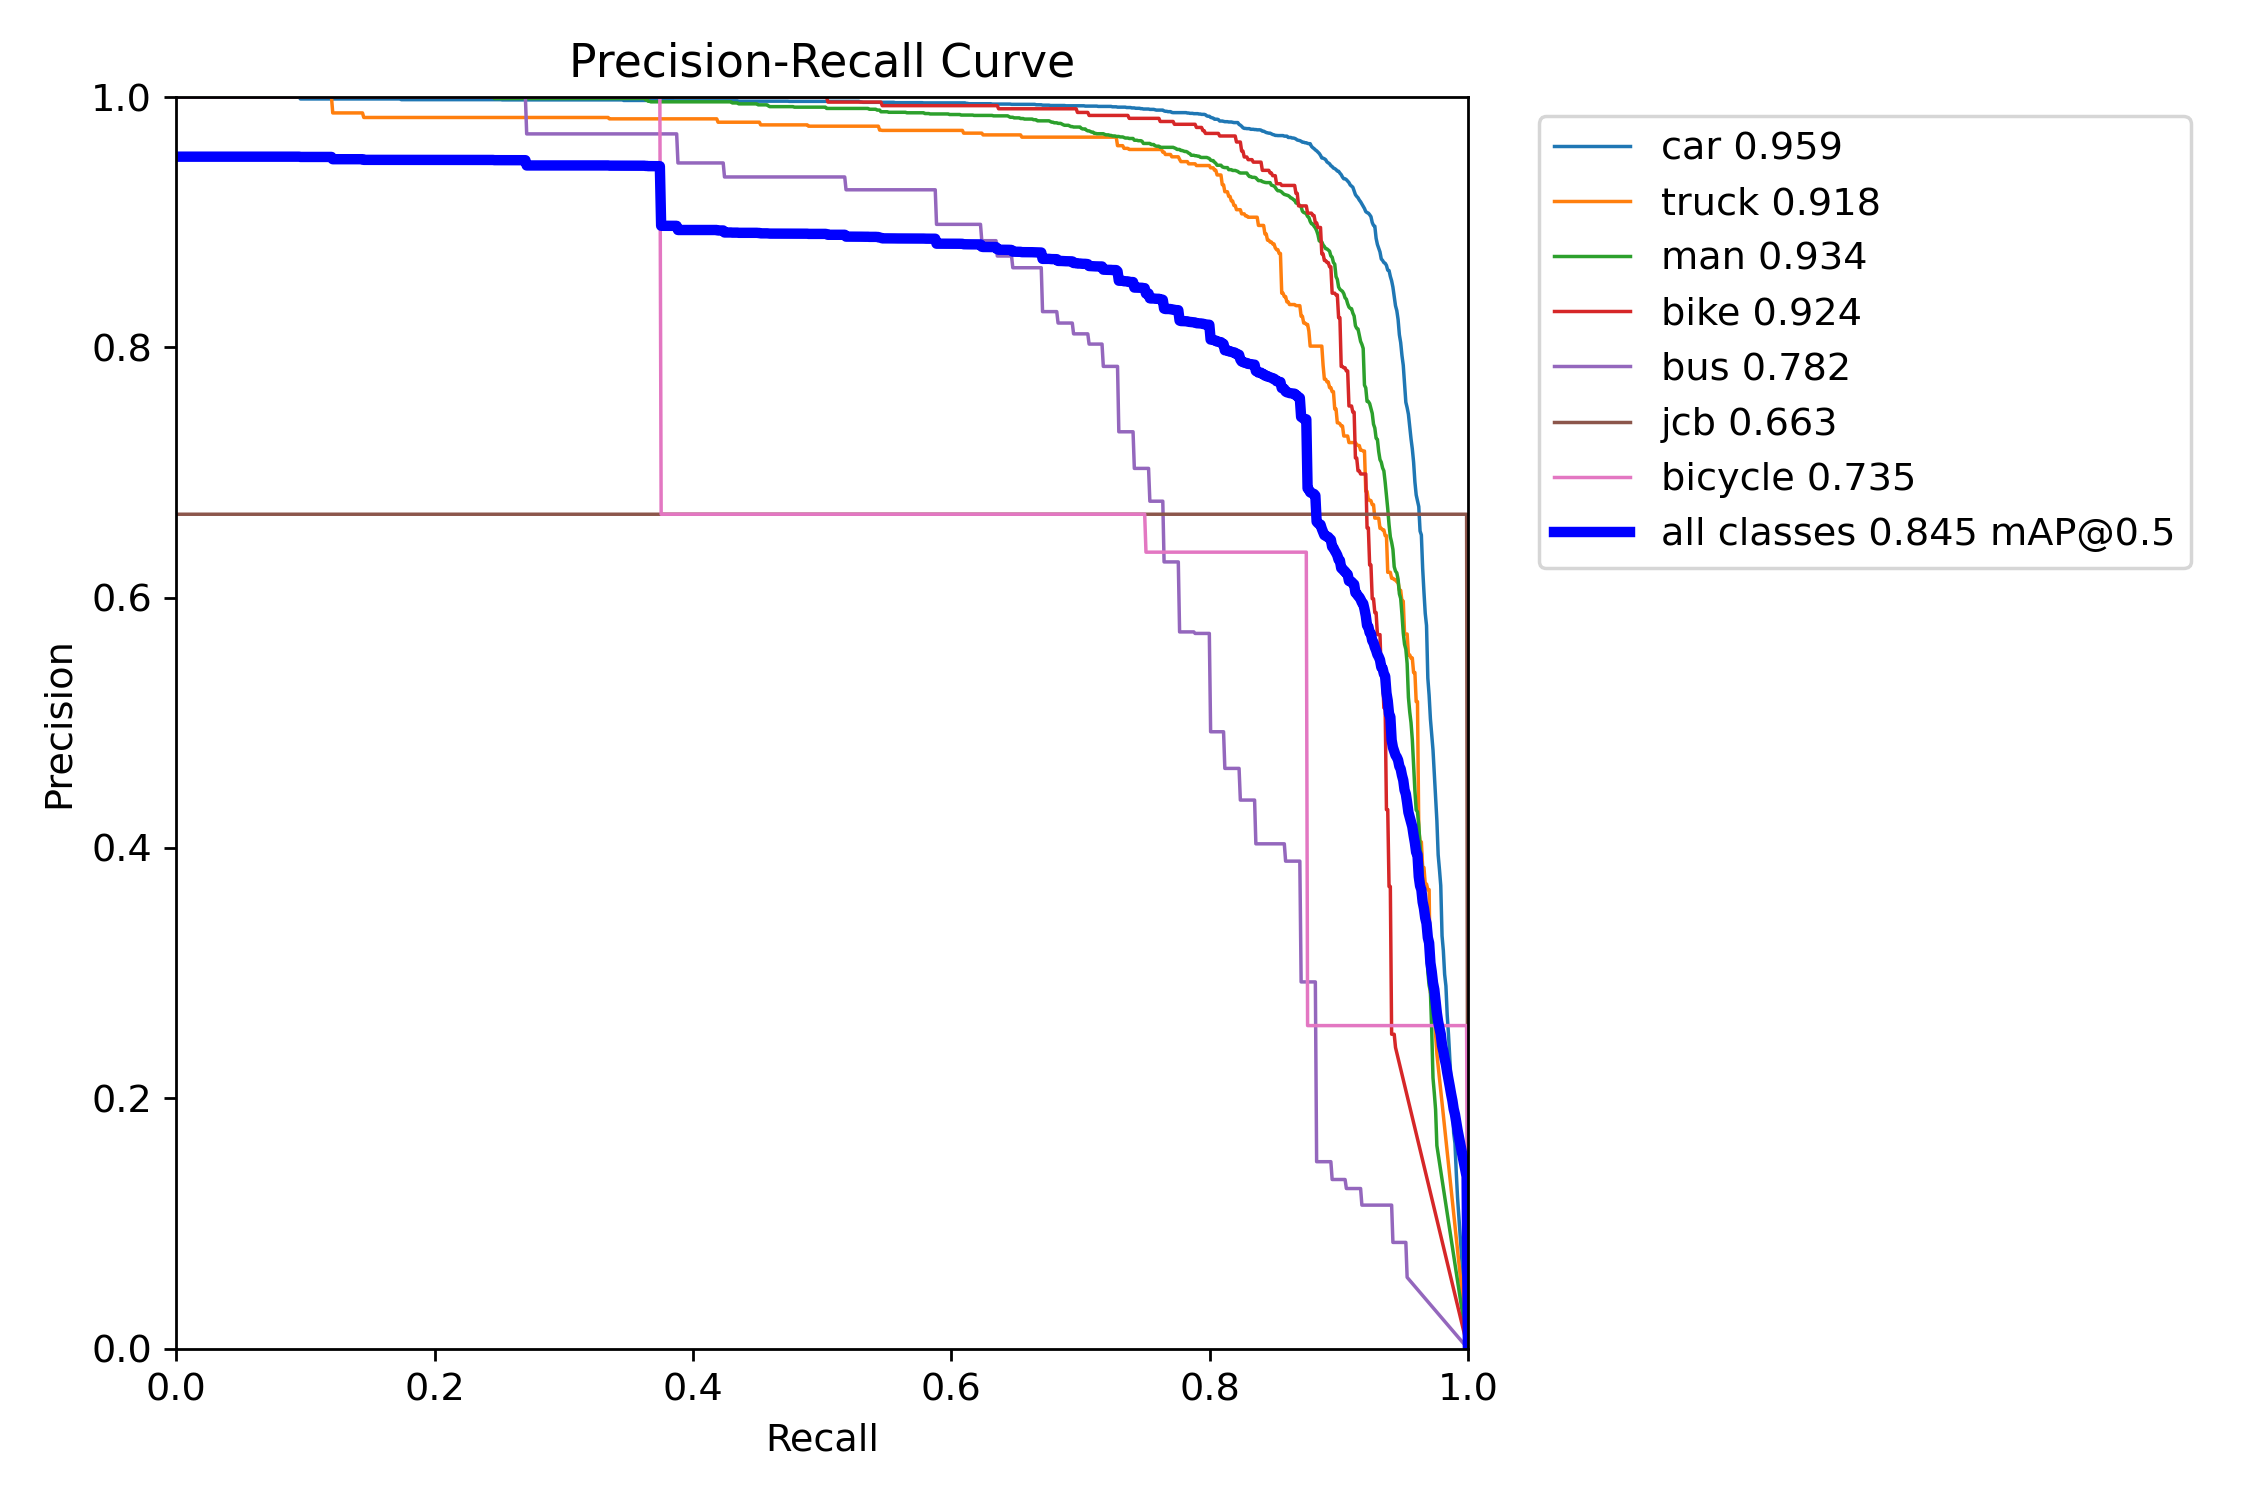 Precision-Recall Curve
1.0
0.8
0.6
0.4
0.2
0.0
Precision
0.0 0.2 0.4 0.6 0.8 1.0
Recall
car 0.959
truck 0.918
man 0.934
bike 0.924
bus 0.782
jcb 0.663
bicycle 0.735
all classes 0.845 mAP@0.5